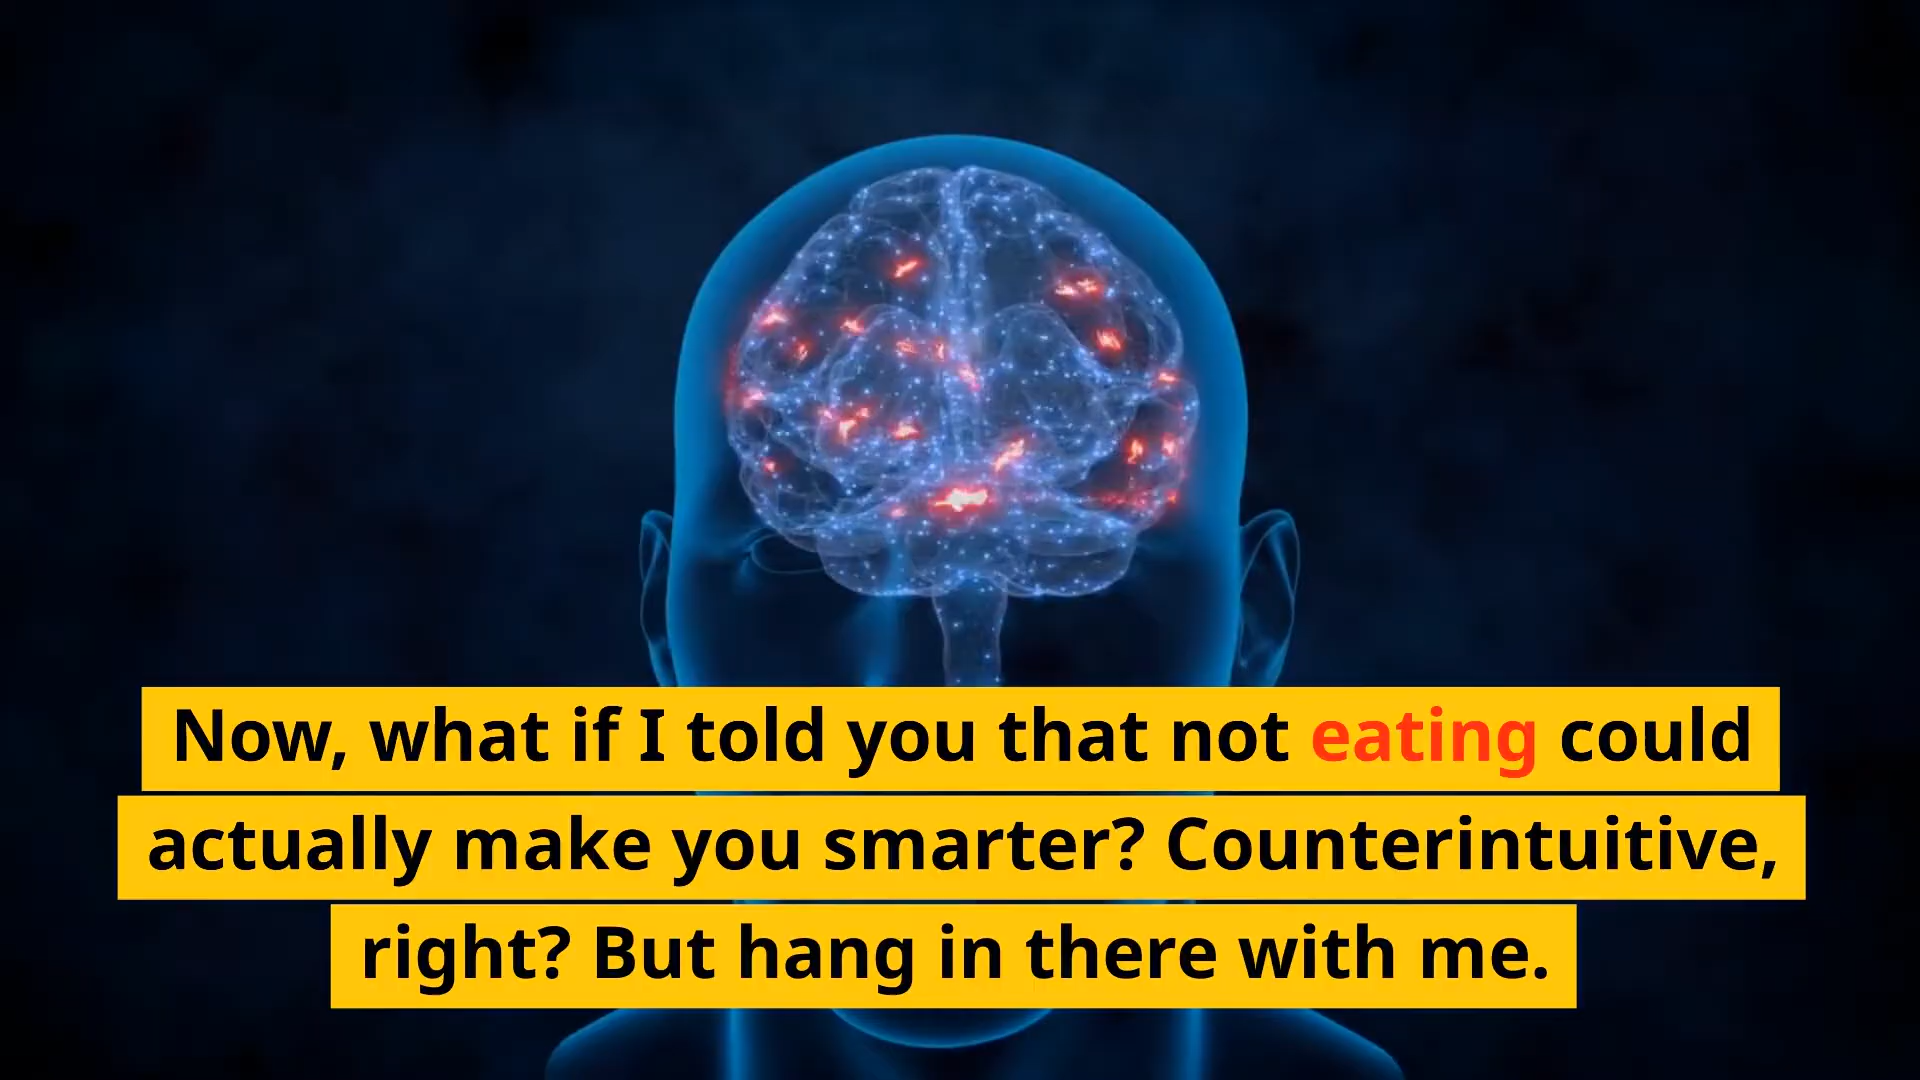 Now, what if I told you that not eating could
actually make you smarter? Counterintuitive,
right? But hang in there with me.